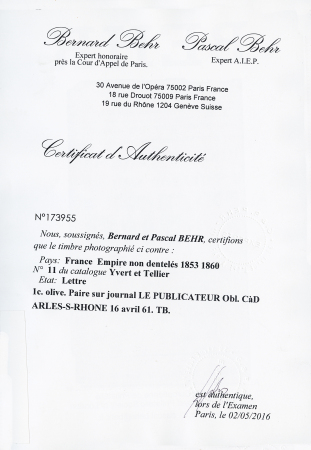 Bernard Behr Pascal Behr
Expert honoraire Expert A.I.E.P.
près la Cour d'Appel de Paris.
30 Avenue de l'Opéra 75002 Paris France
18 rue Drouot 75009 Paris France
19 rue du Rhône 1204 Genève Suisse
Certificat d'Authenticité
N°173955
Nous, soussignés, Bernard et Pascal BEHR, certifions
que le timbre photographié ci contre :
Pays: France Empire non dentelés 1853 1860
N° 11 du catalogue Yvert et Tellier
Etat: Lettre
1c. olive. Paire sur journal LE PUBLICATEUR Obl. CàD
ARLES-S-RHONE 16 avril 61. TB.
est authentique,
lors de l'Examen
Paris, le 02/05/2016